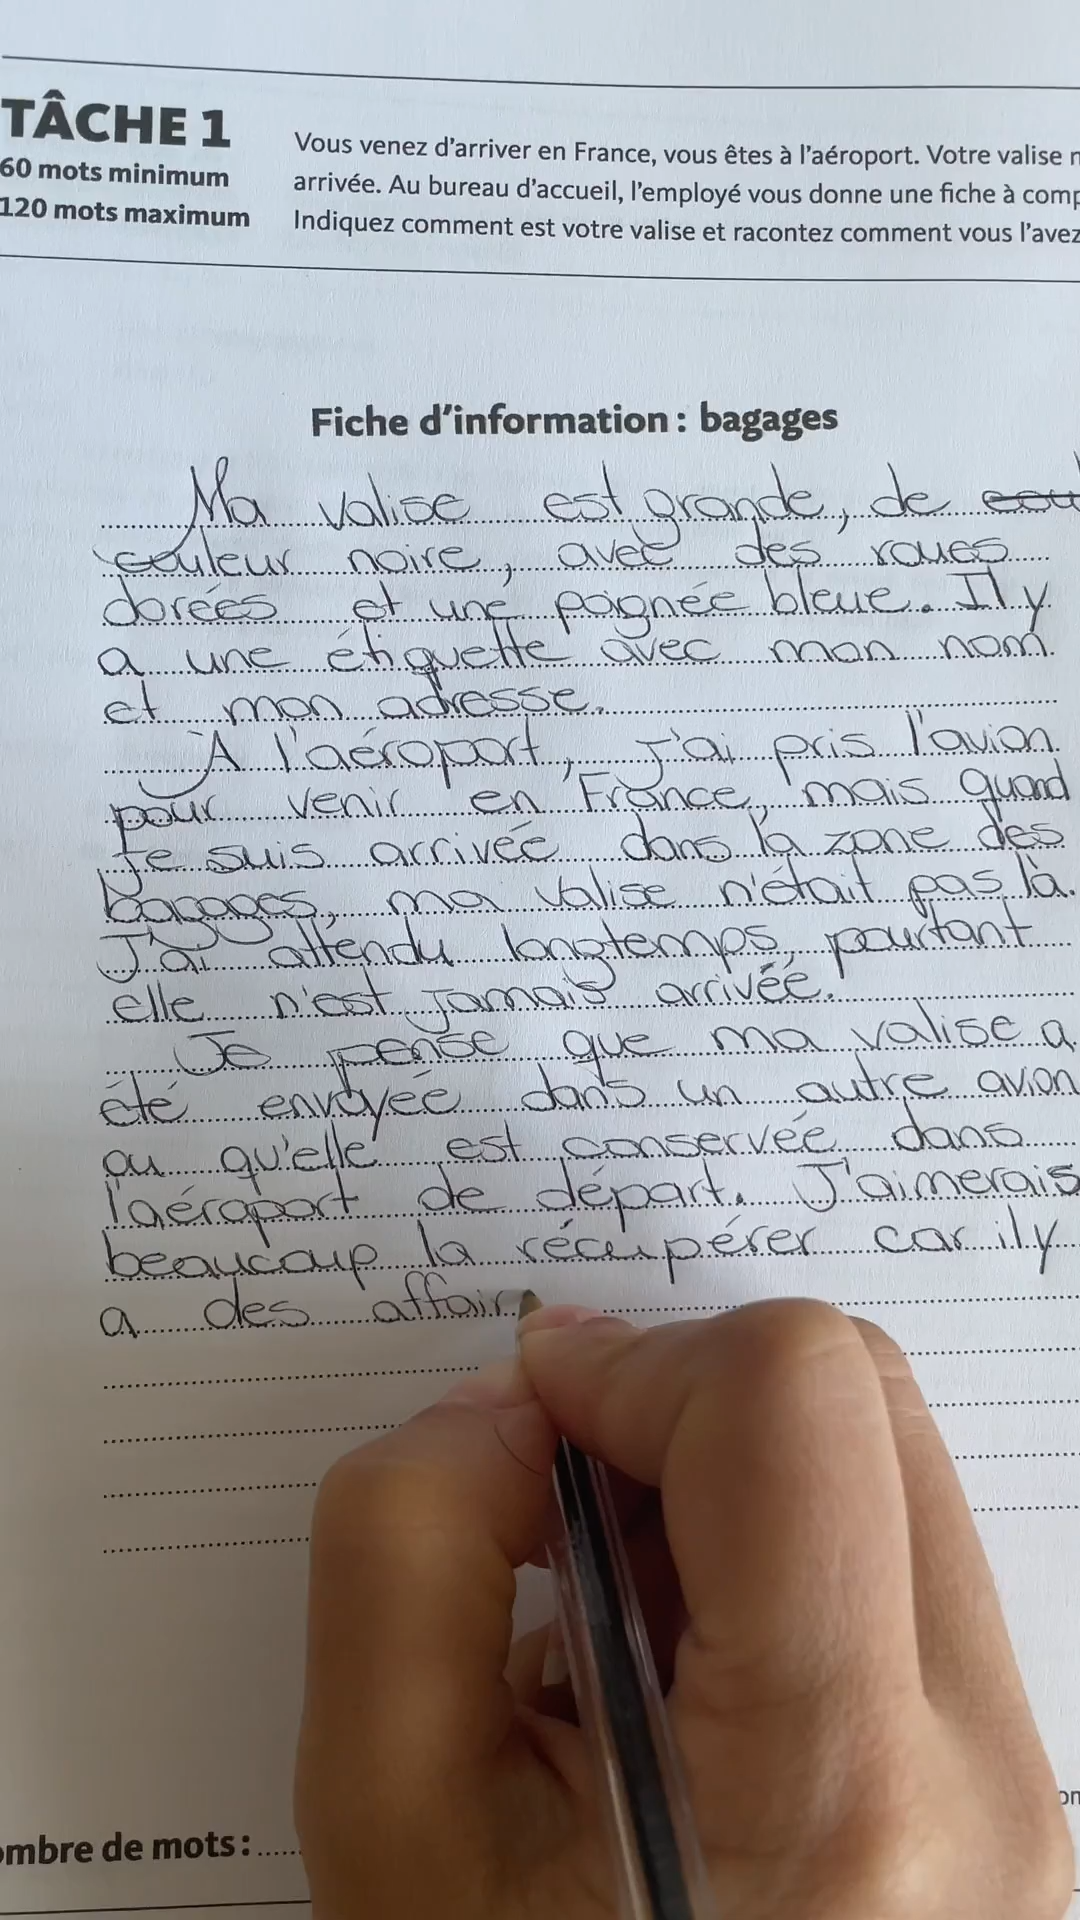 TÂCHE 1
60 mots minimum
120 mots maximum
Vous venez d'arriver en France, vous êtes à l'aéroport. Votre valise n
arrivée. Au bureau d'accueil, l'employé vous donne une fiche à comp
Indiquez comment est votre valise et racontez comment vous l'avez
Fiche d'information : bagages
Ma valise est grande, de cou
couleur noire, avec des roues
dorées et une poignée bleue. Il y
a une étiquette avec mon nom
et mon adresse.
À l'aéroport, j'ai pris l'avion
pour venir en France, mais quand
je suis arrivée dans la zone des
bagages, ma valise n'était pas là.
J'ai attendu longtemps, pourtant
elle n'est jamais arrivée.
Je pense que ma valise a
été envoyée dans un autre avion
ou qu'elle est conservée dans
l'aéroport de départ. J'aimerais
beaucoup la récupérer car il y
a des affair
ombre de mots :